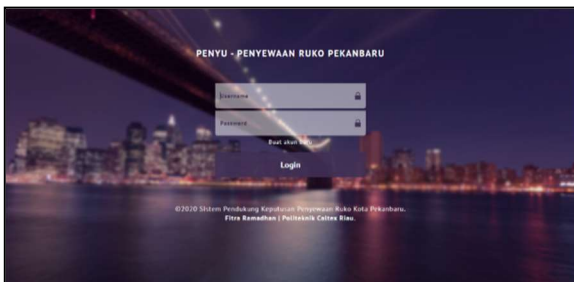 PENYU - PENYEWAAN RUKO PEKANBARU
Username
Password
Buat akun baru
Login
©2020 Sistem Pendukung Keputusan Penyewaan Ruko Kota Pekanbaru.
Fitra Ramadhan | Politeknik Caltex Riau.